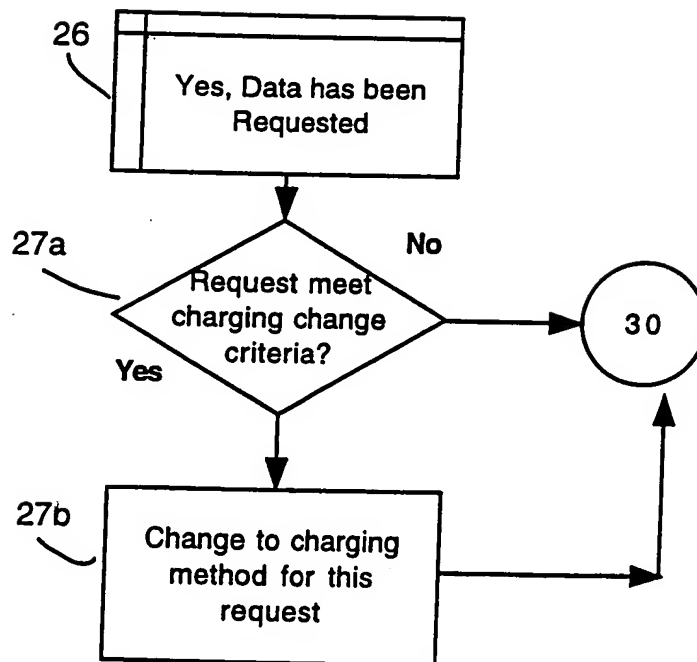 26
Yes, Data has been
Requested
27a
No
Request meet
charging change
criteria?
30
Yes
27b
Change to charging
method for this
request